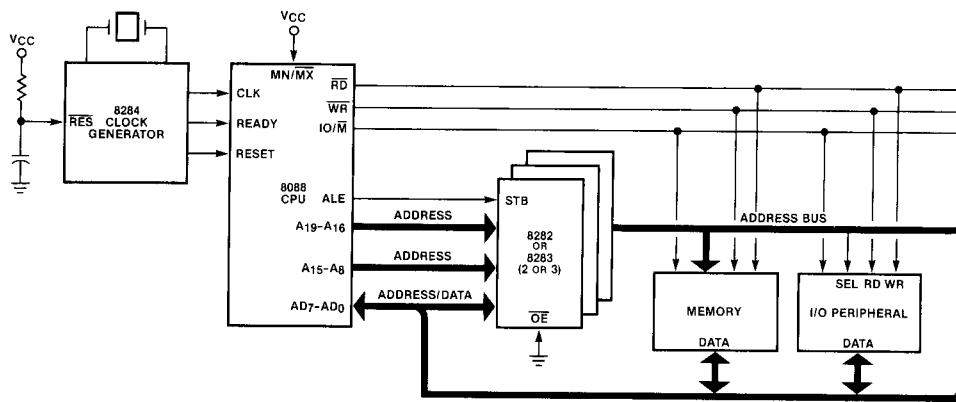 VCC
VCC
8284
CLOCK
GENERATOR
RES
CLK
READY
RESET
MN/MX
RD
WR
IO/M
8088
CPU
ALE
A19-A16
A15-A8
AD7-AD0
ADDRESS
ADDRESS
ADDRESS/DATA
STB
8282
OR
8283
(2 OR 3)
OE
ADDRESS BUS
MEMORY
DATA
SEL RD WR
I/O PERIPHERAL
DATA